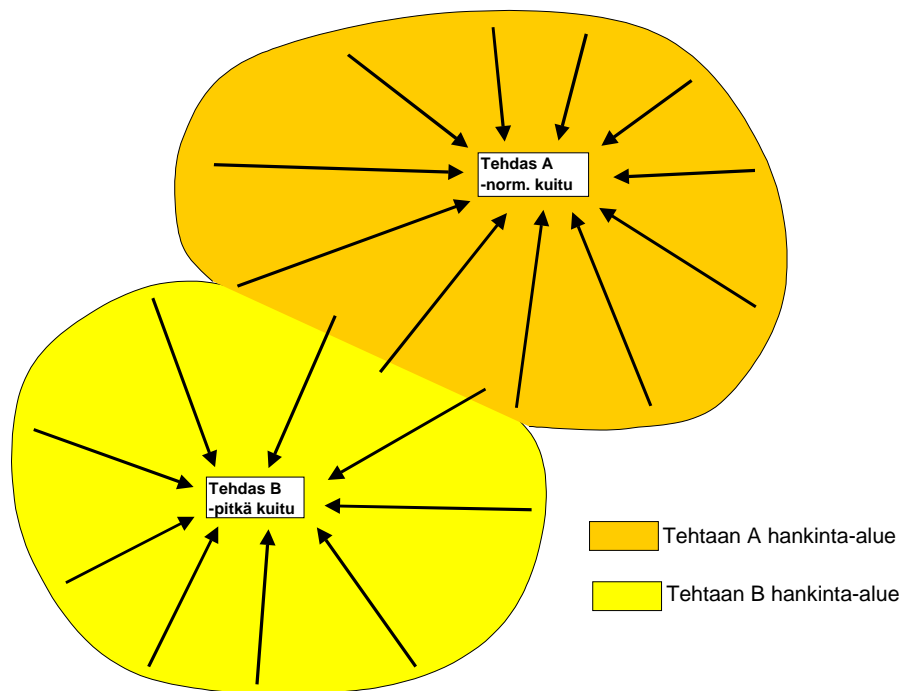 Tehdas A
-norm. kuitu
Tehdas B
-pitkä kuitu
Tehtaan A hankinta-alue
Tehtaan B hankinta-alue